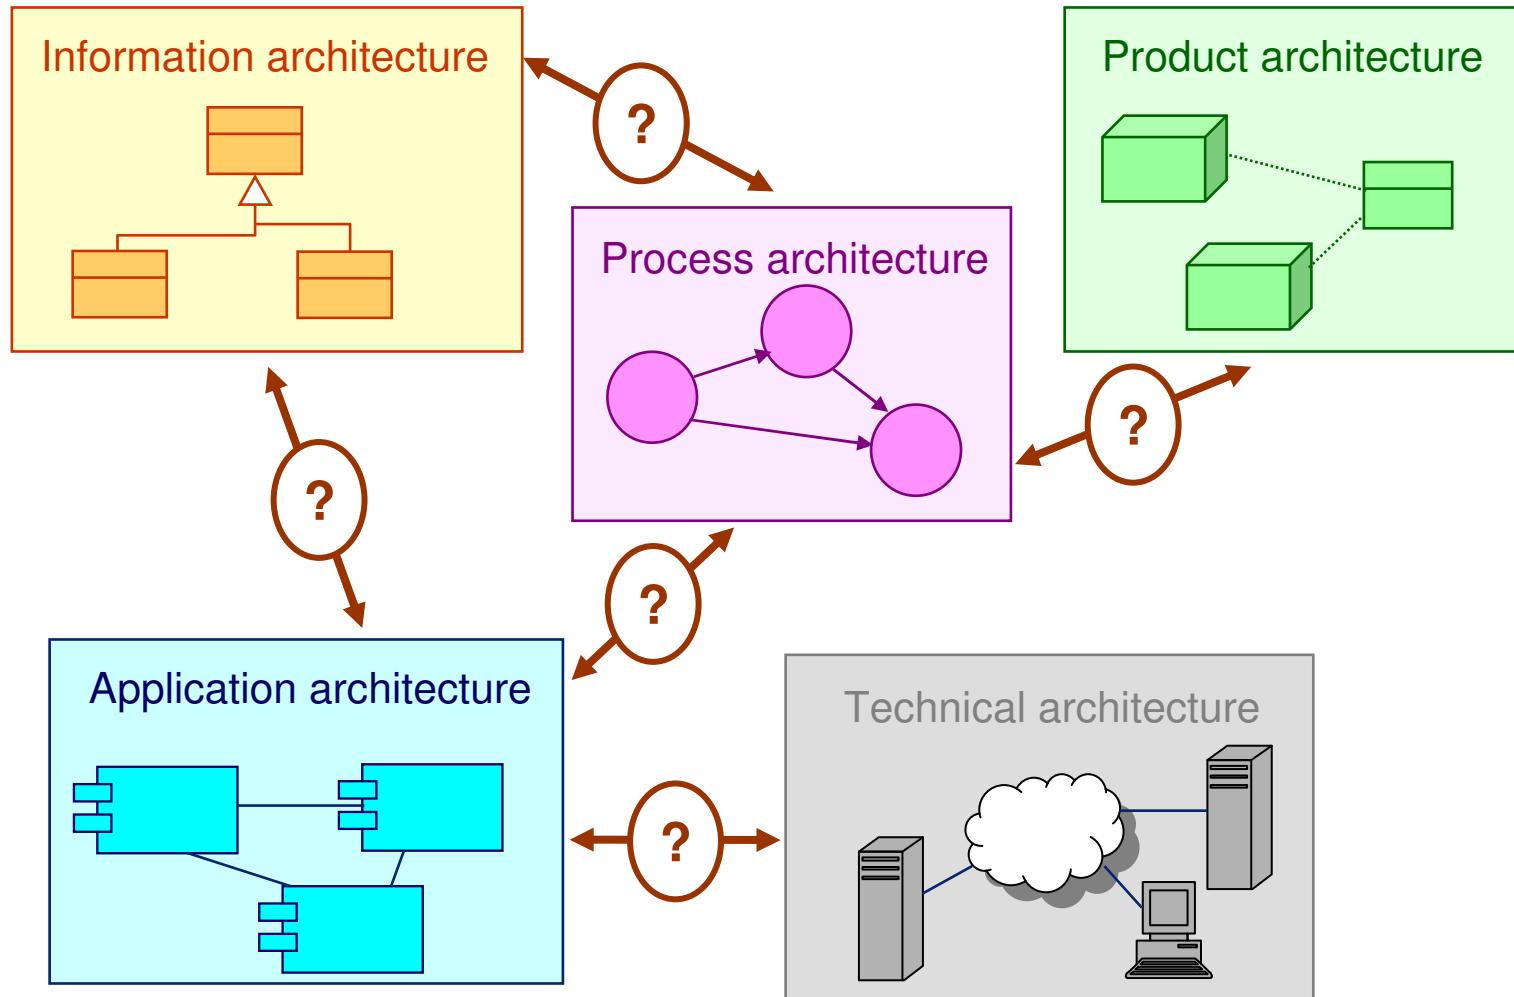 Information architecture
Product architecture
?
Process architecture
?
?
?
Application architecture
Technical architecture
?